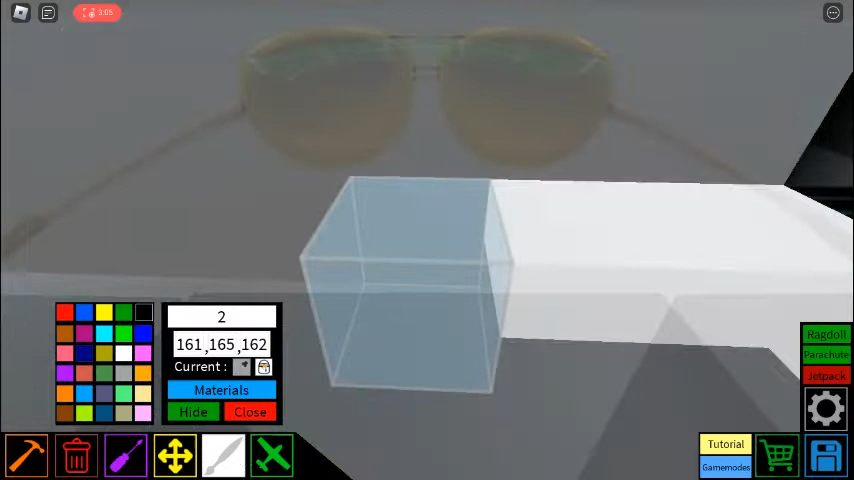 3:05
2
161,165,162
Current :
Materials
Hide
Close
Ragdoll
Parachute
Jetpack
Tutorial
Gamemodes